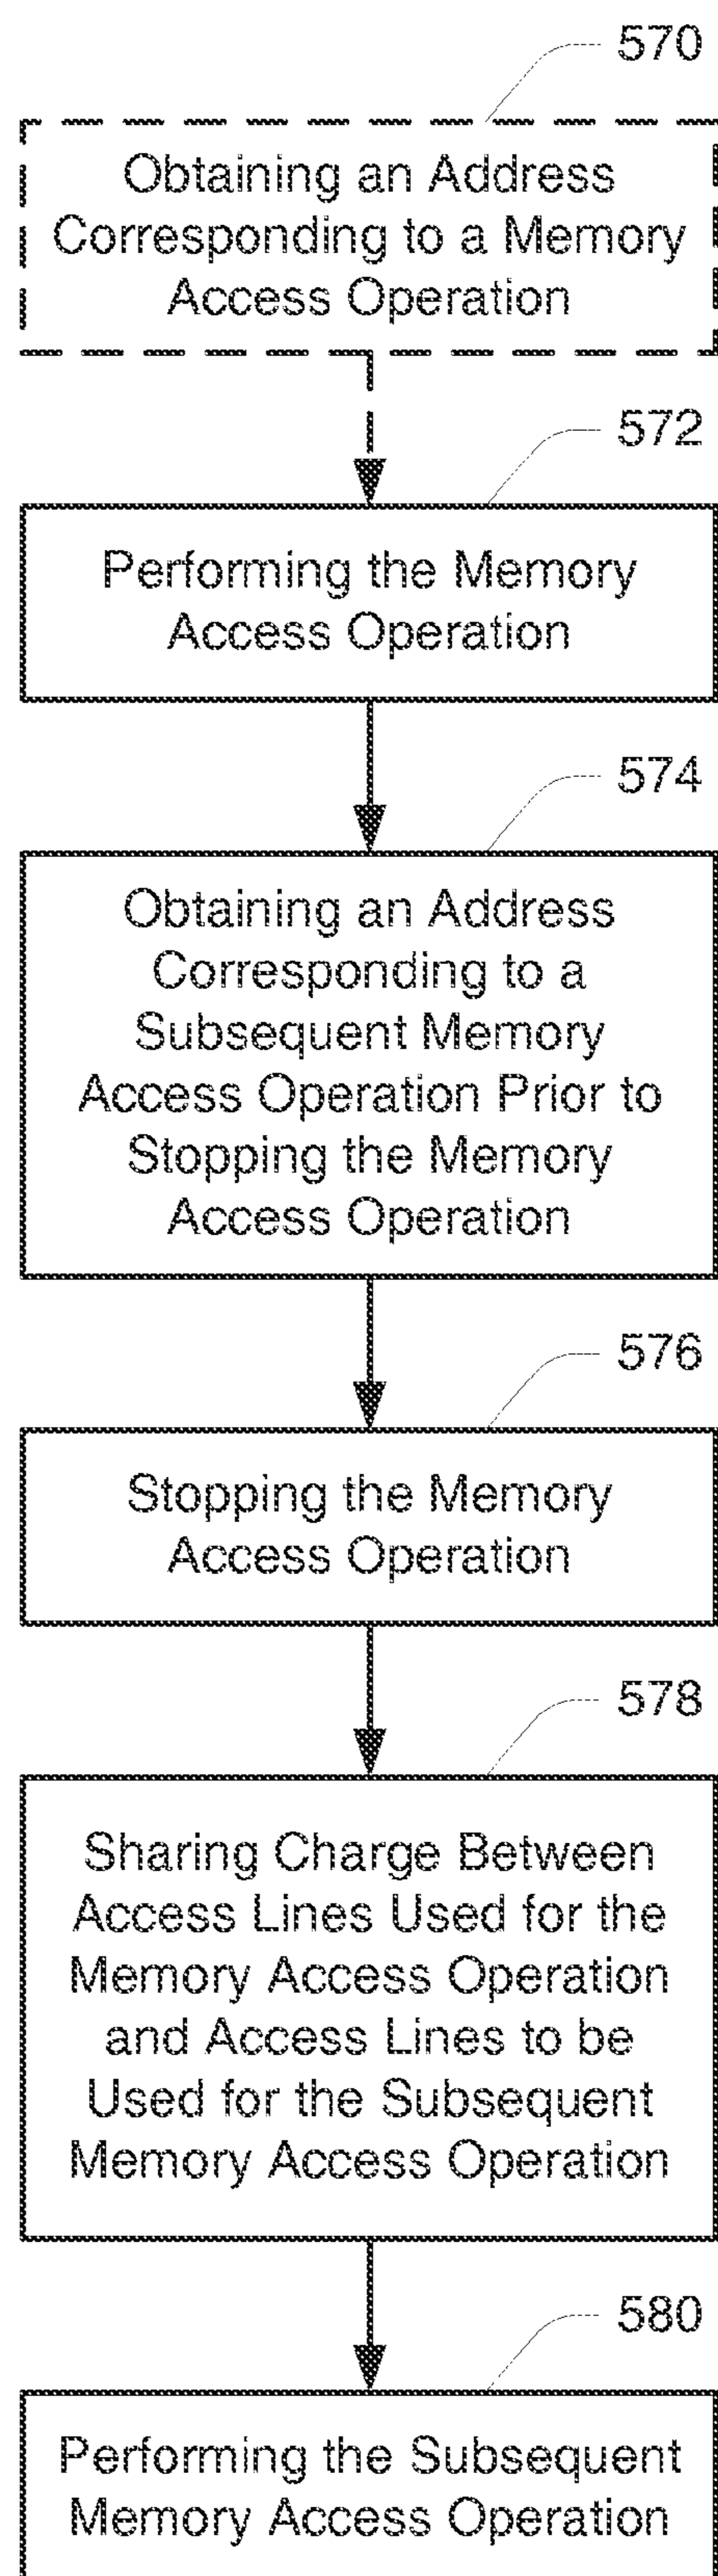 570
Obtaining an Address
Corresponding to a Memory
Access Operation
572
Performing the Memory
Access Operation
574
Obtaining an Address
Corresponding to a
Subsequent Memory
Access Operation Prior to
Stopping the Memory
Access Operation
576
Stopping the Memory
Access Operation
578
Sharing Charge Between
Access Lines Used for the
Memory Access Operation
and Access Lines to be
Used for the Subsequent
Memory Access Operation
580
Performing the Subsequent
Memory Access Operation